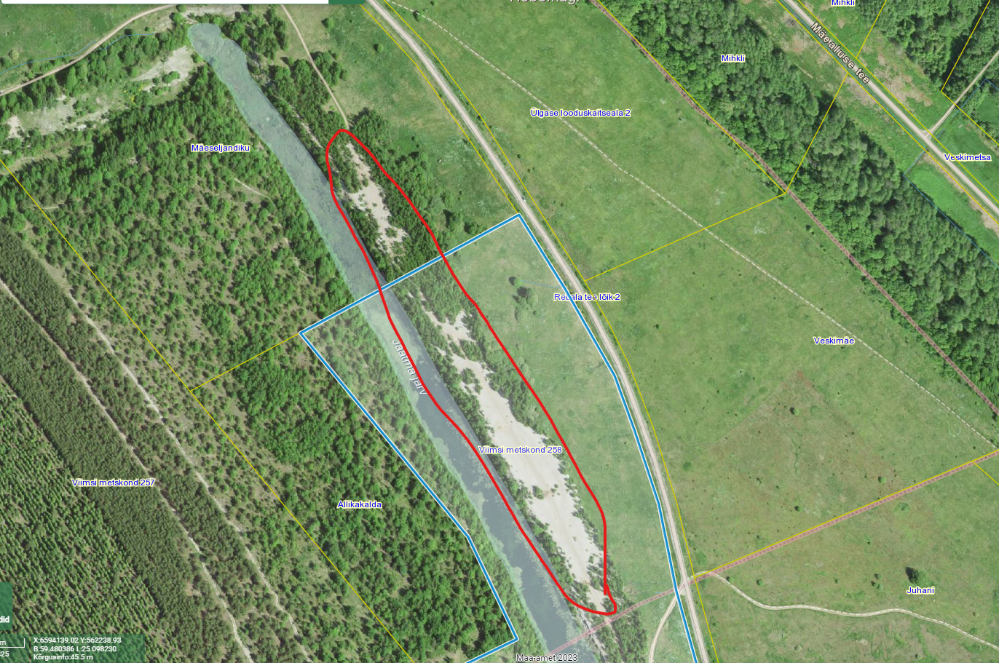 Mihkli
Mäealuse tee
Mihkli
Ülgase looduskaitseala 2
Mäeseljandiku
Veskimetsa
Rebala tee lõik 2
Veskimäe
Jaatma järv
Viimsi metskond 258
Viimsi metskond 257
Allikakalda
Juhani
did
m
X:6594139.02 Y:562238.93
25
B:59.480386 L:25.098230
Kõrgusinfo:45.5 m
Maa-amet 2023